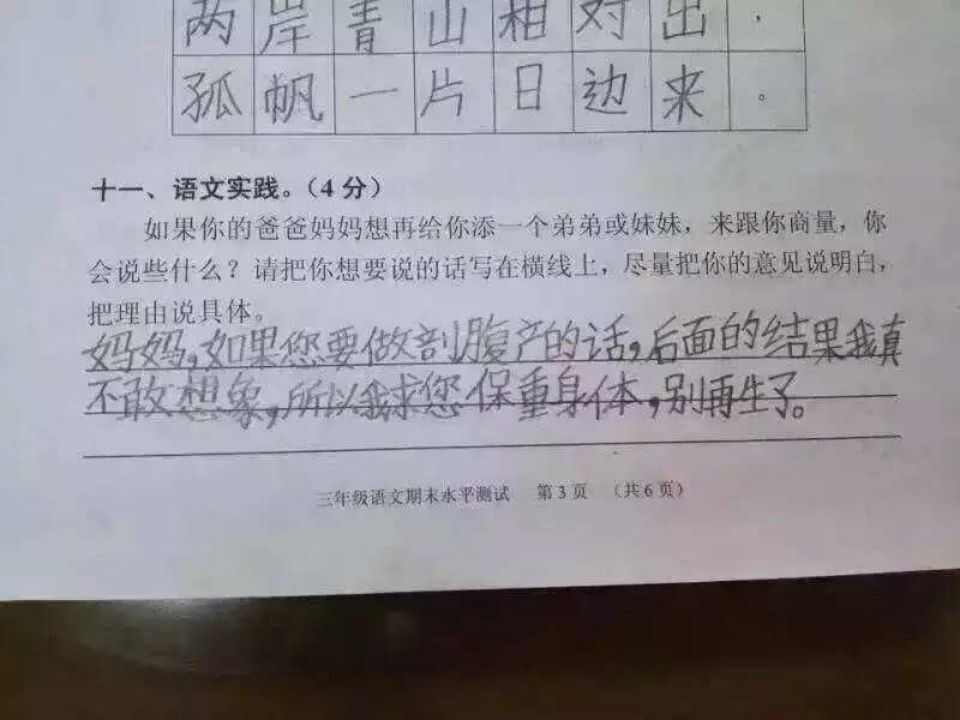 两岸青山相对出，
孤帆一片日边来。
十一、语文实践。（4分）
如果你的爸爸妈妈想再给你添一个弟弟或妹妹，来跟你商量，你
会说些什么？请把你想要说的话写在横线上，尽量把你的意见说明白，
把理由说具体。
妈妈，如果您要做剖腹产的话，后面的结果我真
不敢想象，所以我求您保重身体，别再生了。
三年级语文期末水平测试 第3页 （共6页）